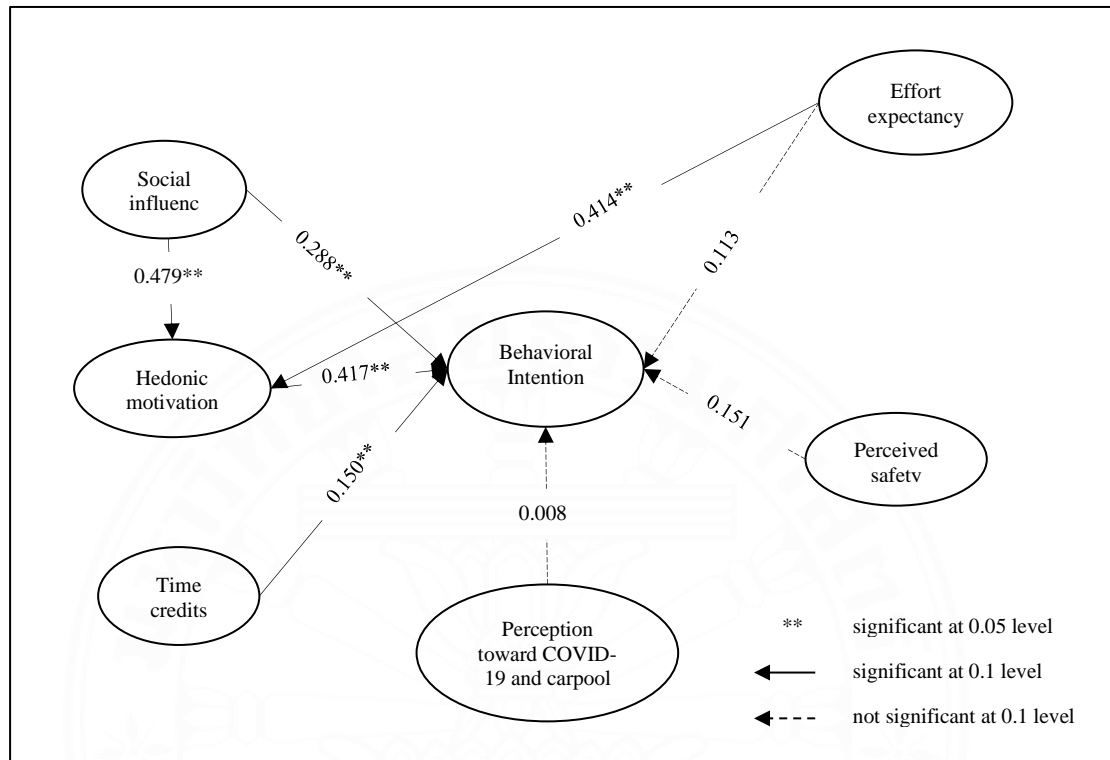 Effort
expectancy
Social
influenc
0.414**
0.288**
0.113
0.479**
Behavioral
Intention
Hedonic
motivation
0.417**
0.151
Perceived
safetv
0.150**
0.008
Time
credits
Perception
toward COVID-
19 and carpool
** significant at 0.05 level
significant at 0.1 level
not significant at 0.1 level